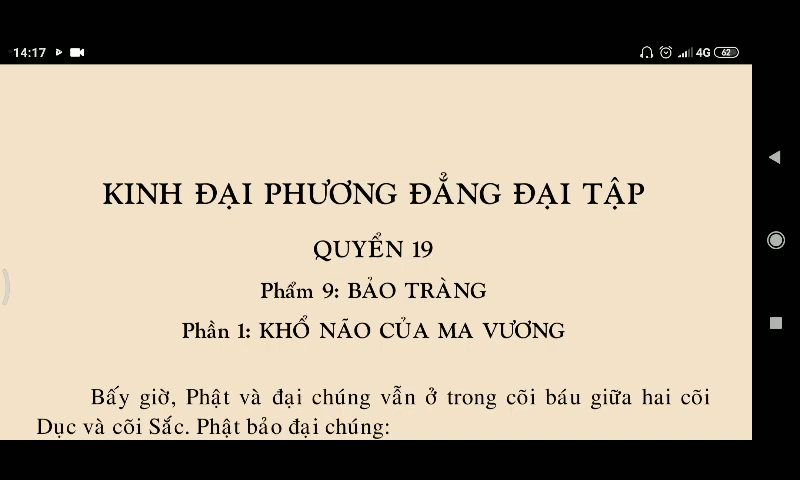 14:17
4G 62
KINH ĐẠI PHƯƠNG ĐẲNG ĐẠI TẬP
QUYỂN 19
Phẩm 9: BẢO TRÀNG
Phần 1: KHỔ NÃO CỦA MA VƯƠNG
Bấy giờ, Phật và đại chúng vẫn ở trong cõi báu giữa hai cõi
Dục và cõi Sắc. Phật bảo đại chúng: